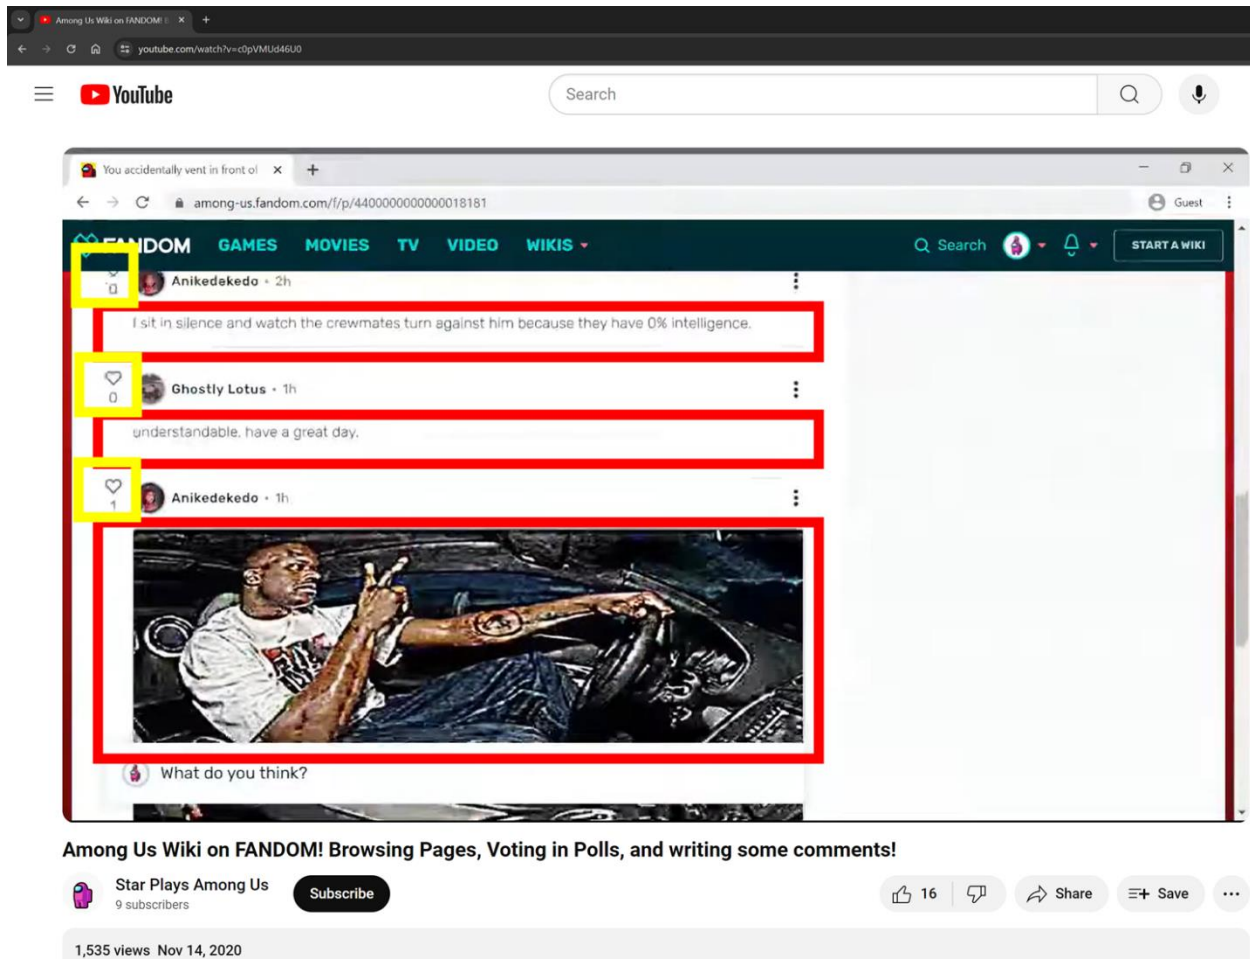 Among Us Wiki on FANDOM!
youtube.com/watch?v=c0pVMUd46U0
YouTube
Search
You accidentally vent in front of
among-us.fandom.com/f/p/4400000000000018181
Guest
FANDOM GAMES MOVIES TV VIDEO WIKIS Search START A WIKI
0 Anikedekedo • 2h
I sit in silence and watch the crewmates turn against him because they have 0% intelligence.
0 Ghostly Lotus • 1h
understandable, have a great day.
1 Anikedekedo • 1h
What do you think?
Among Us Wiki on FANDOM! Browsing Pages, Voting in Polls, and writing some comments!
Star Plays Among Us
9 subscribers
Subscribe
16 Share Save
1,535 views Nov 14, 2020